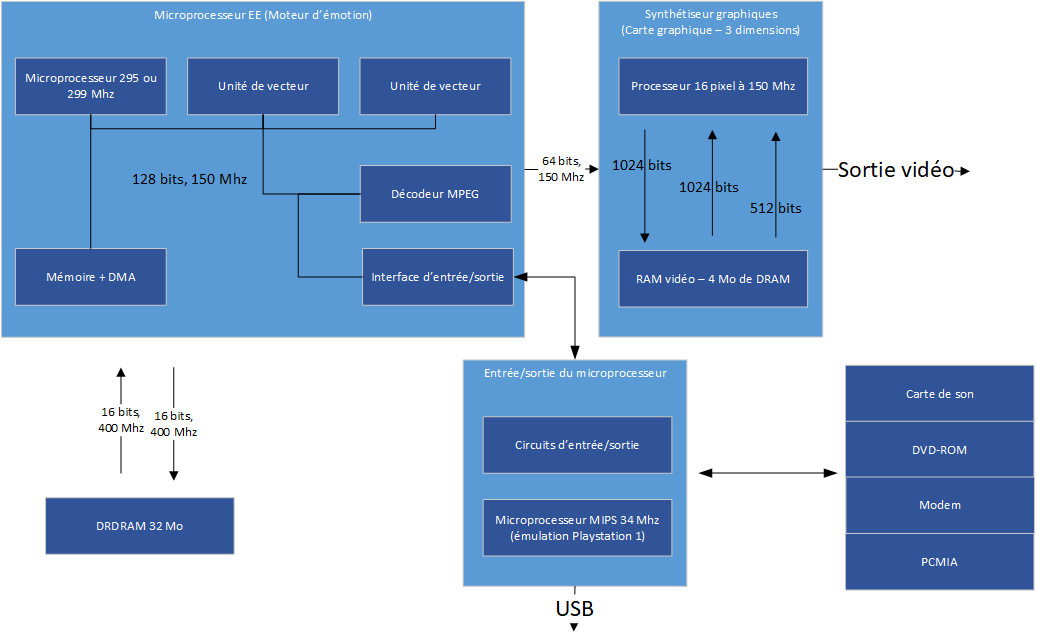 Microprocesseur EE (Moteur d'émotion)
Microprocesseur 295 ou
299 Mhz
Unité de vecteur
Unité de vecteur
128 bits, 150 Mhz
Décodeur MPEG
Mémoire + DMA
Interface d'entrée/sortie
64 bits,
150 Mhz
Synthétiseur graphiques
(Carte graphique – 3 dimensions)
Processeur 16 pixel à 150 Mhz
1024 bits
1024 bits
512 bits
RAM vidéo – 4 Mo de DRAM
Sortie vidéo
16 bits,
400 Mhz
16 bits,
400 Mhz
DRDRAM 32 Mo
Entrée/sortie du microprocesseur
Circuits d'entrée/sortie
Microprocesseur MIPS 34 Mhz
(émulation Playstation 1)
USB
Carte de son
DVD-ROM
Modem
PCMIA